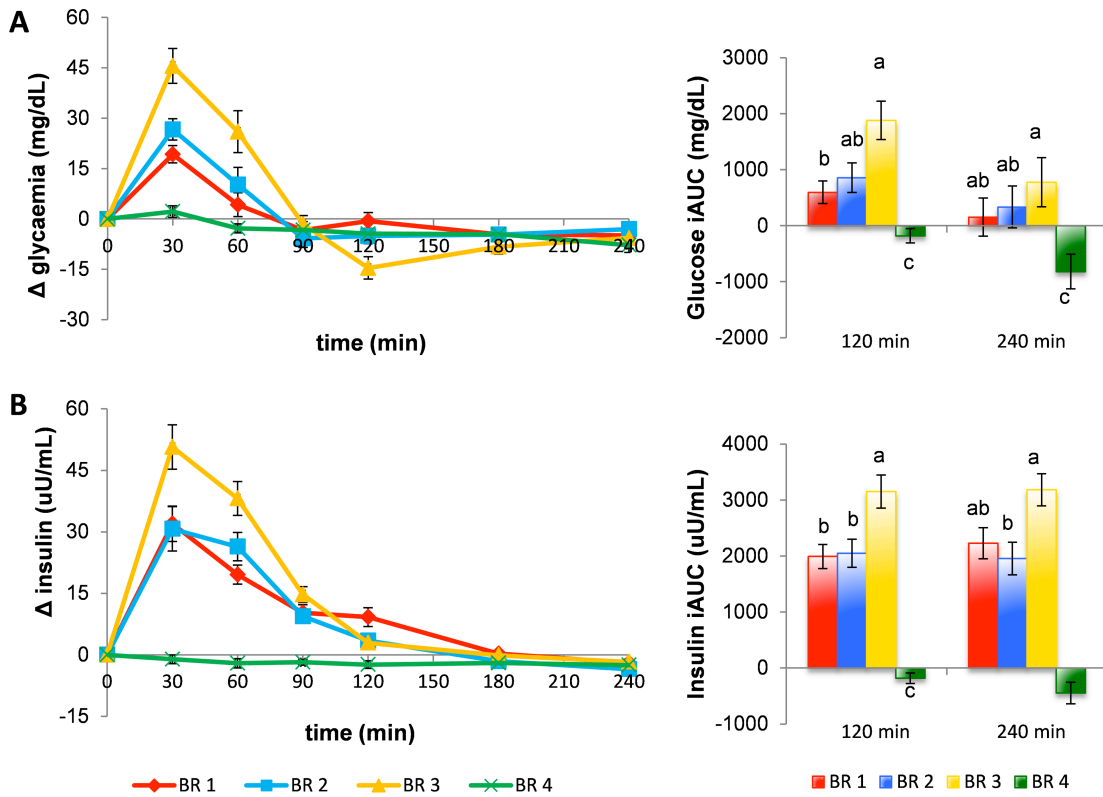 A
60
45
30
15
0
-15
-30
Δ glycaemia (mg/dL)
0 30 60 90 120 150 180 210 240
time (min)
3000
2000
1000
0
-1000
-2000
Glucose iAUC (mg/dL)
b ab a c
ab ab a c
120 min 240 min
B
60
45
30
15
0
-15
Δ insulin (uU/mL)
0 30 60 90 120 150 180 210 240
time (min)
4000
3000
2000
1000
0
-1000
Insulin iAUC (uU/mL)
b b a c
ab b a
120 min 240 min
BR 1 BR 2 BR 3 BR 4
BR 1 BR 2 BR 3 BR 4